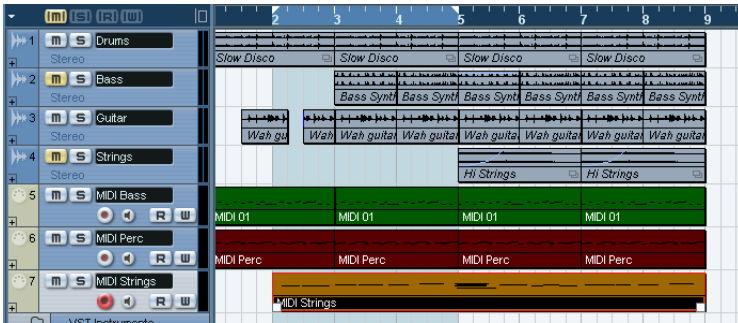 M S R W 2 3 4 5 6 7 8 9
1 m S Drums Slow Disco Slow Disco Slow Disco Slow Disco
Stereo
2 m S Bass Bass Synth Bass Synth Bass Synth Bass Synth Bass Synth Bass Synth
Stereo
3 m S Guitar Wah gu Wah Wah guitar Wah guitar Wah guitar Wah guitar Wah guitar Wah guitar
Stereo
4 m S Strings Hi Strings Hi Strings
Stereo
5 m S MIDI Bass
R W MIDI 01 MIDI 01 MIDI 01 MIDI 01
6 m S MIDI Perc
R W MIDI Perc MIDI Perc MIDI Perc MIDI Perc
7 m S MIDI Strings
R W MIDI Strings
VST Instruments